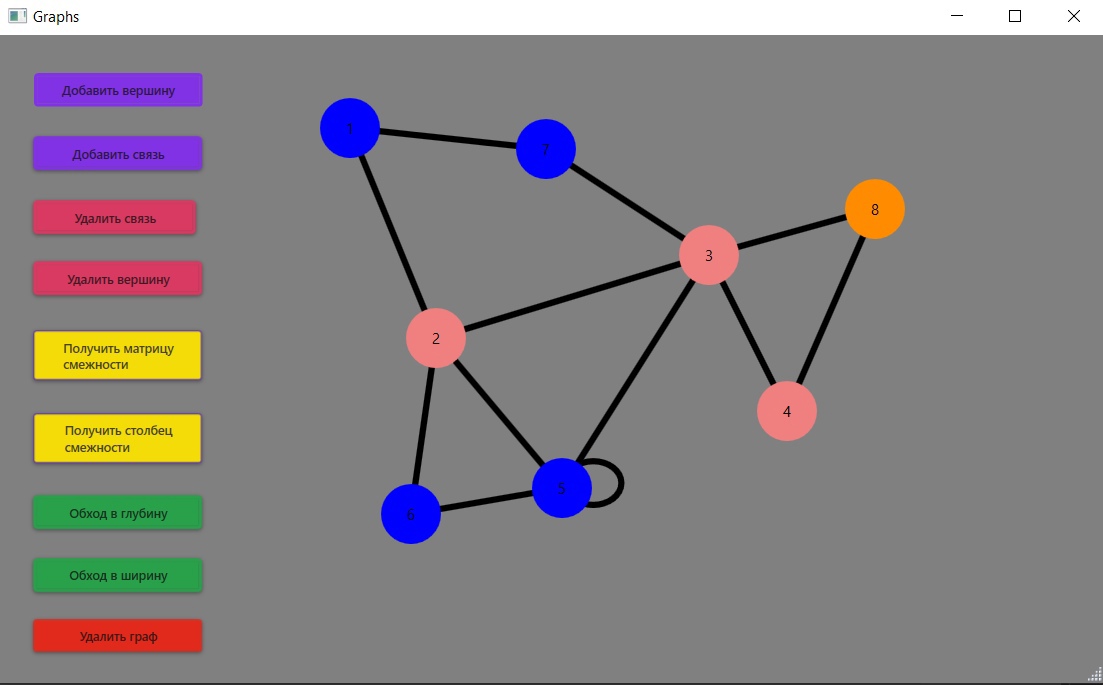 Graphs
Добавить вершину
Добавить связь
Удалить связь
Удалить вершину
Получить матрицу
смежности
Получить столбец
смежности
Обход в глубину
Обход в ширину
Удалить граф
1
7
8
3
2
4
5
6